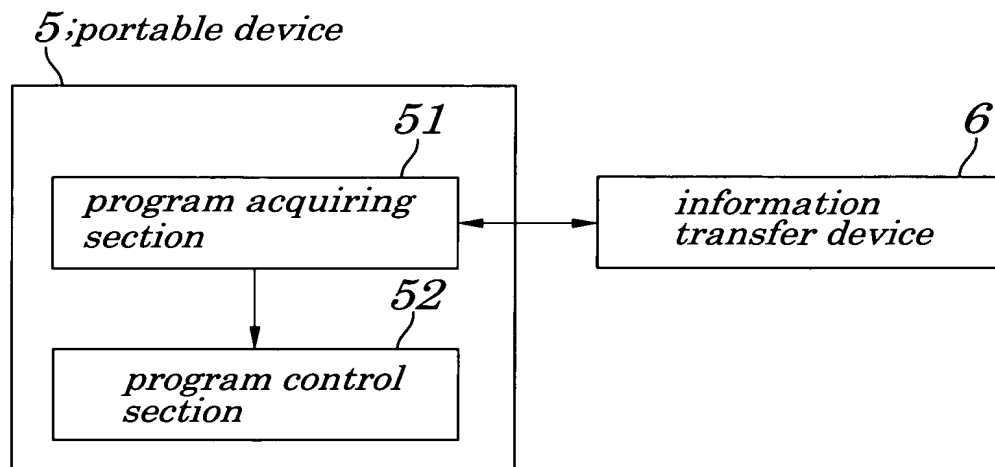 5;portable device
51
program acquiring
section
6
information
transfer device
52
program control
section